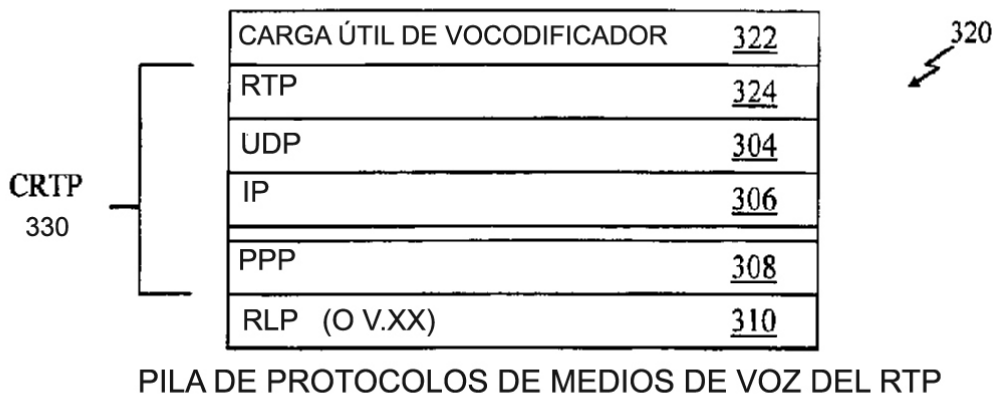 CARGA ÚTIL DE VOCODIFICADOR 322
320
RTP 324
UDP 304
CRTP
330
IP 306
PPP 308
RLP (O V.XX) 310
PILA DE PROTOCOLOS DE MEDIOS DE VOZ DEL RTP